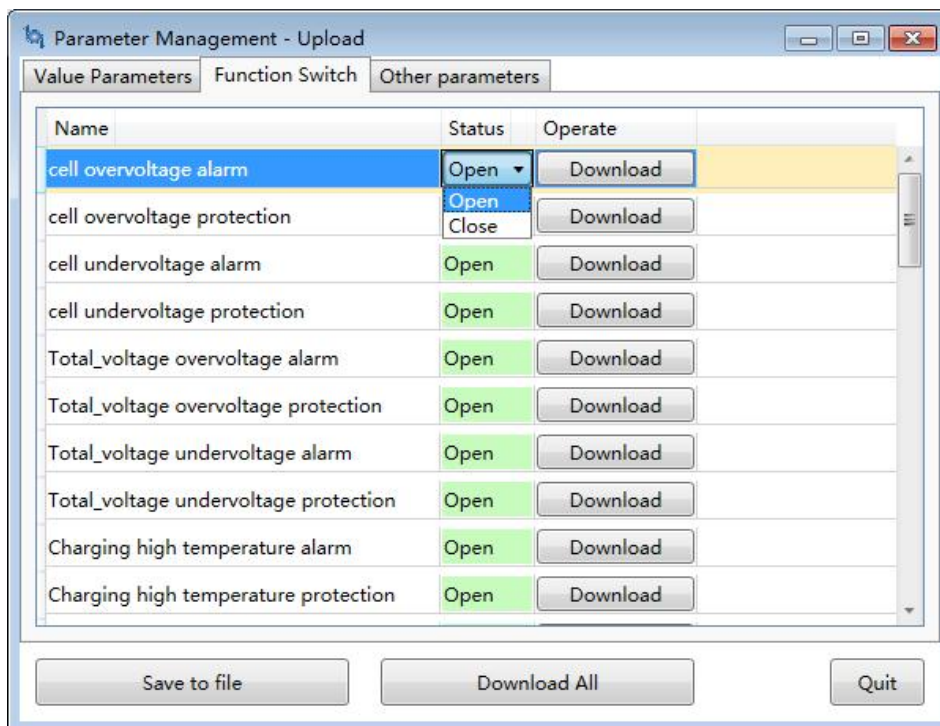 Parameter Management - Upload
Value Parameters Function Switch Other parameters
Name Status Operate
cell overvoltage alarm Open Download
Open
cell overvoltage protection Download
Close
cell undervoltage alarm Open Download
cell undervoltage protection Open Download
Total_voltage overvoltage alarm Open Download
Total_voltage overvoltage protection Open Download
Total_voltage undervoltage alarm Open Download
Total_voltage undervoltage protection Open Download
Charging high temperature alarm Open Download
Charging high temperature protection Open Download
Save to file Download All Quit